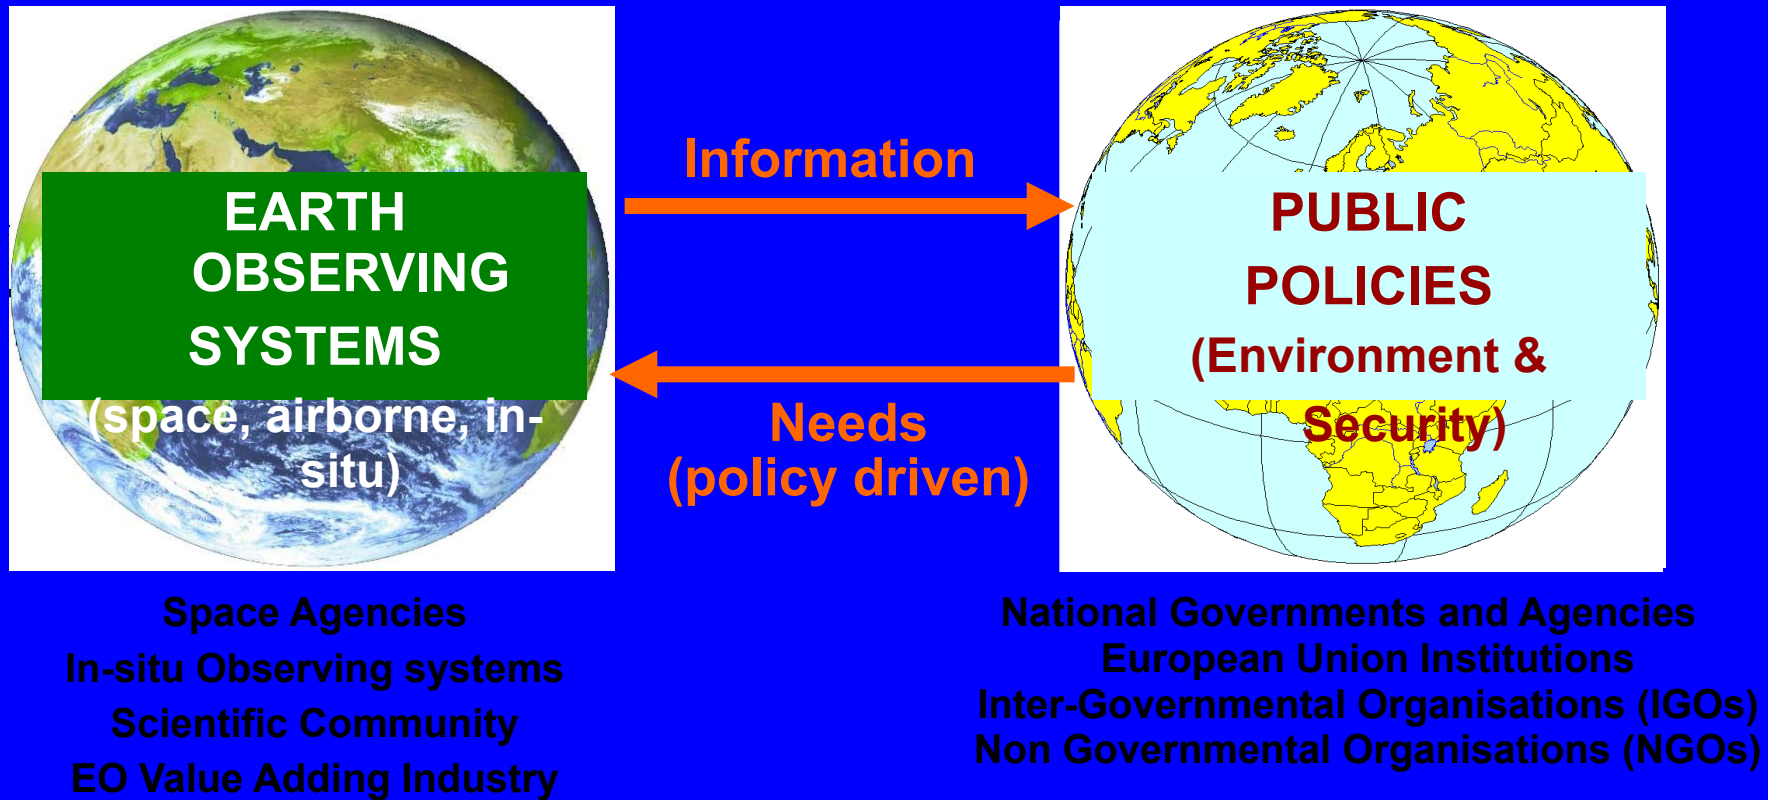 EARTH
OBSERVING
SYSTEMS
(space, airborne, in-
situ)
Information
Needs
(policy driven)
PUBLIC
POLICIES
(Environment &
Security)
Space Agencies
In-situ Observing systems
Scientific Community
EO Value Adding Industry
National Governments and Agencies
European Union Institutions
Inter-Governmental Organisations (IGOs)
Non Governmental Organisations (NGOs)